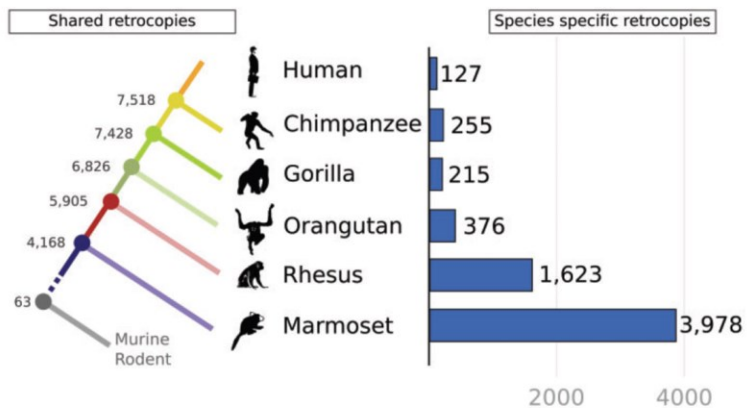 Shared retrocopies
Species specific retrocopies
Human
127
7,518
Chimpanzee
255
7,428
Gorilla
215
6,826
Orangutan
376
5,905
Rhesus
1,623
4,168
Marmoset
3,978
63
Murine
Rodent
2000
4000